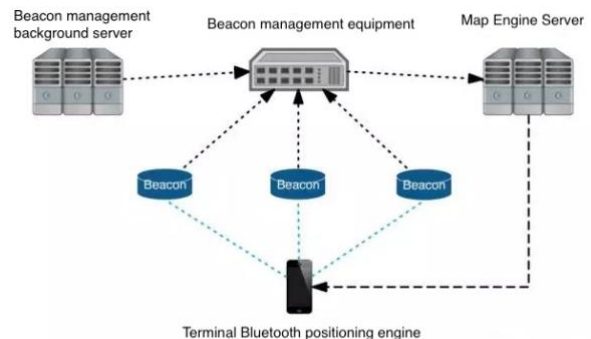 Beacon management
background server
Beacon management equipment
Map Engine Server
Beacon
Beacon
Beacon
Terminal Bluetooth positioning engine